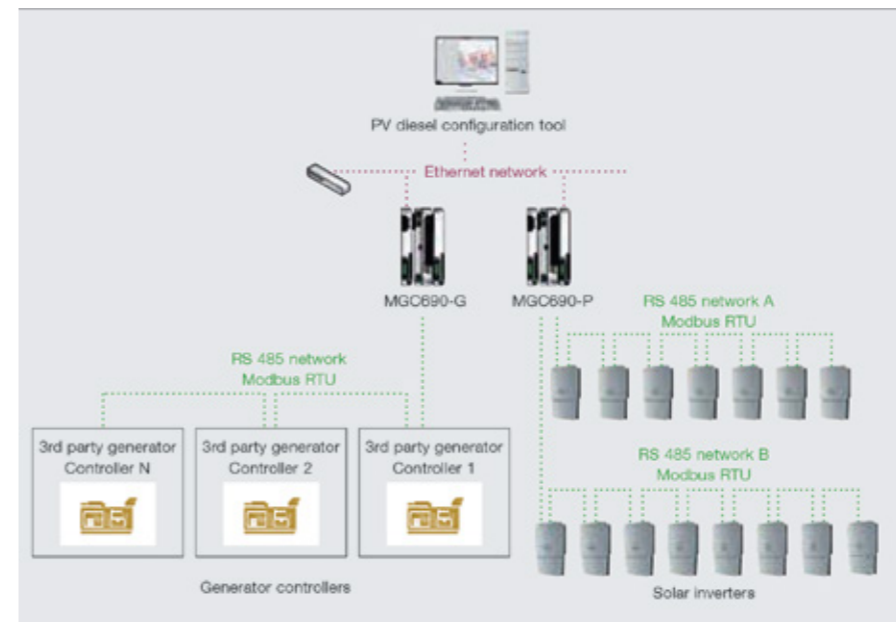 PV diesel configuration tool
Ethernet network
MGC690-G
MGC690-P
RS 485 network A
Modbus RTU
RS 485 network
Modbus RTU
3rd party generator
Controller N
3rd party generator
Controller 2
3rd party generator
Controller 1
RS 485 network B
Modbus RTU
Generator controllers
Solar inverters